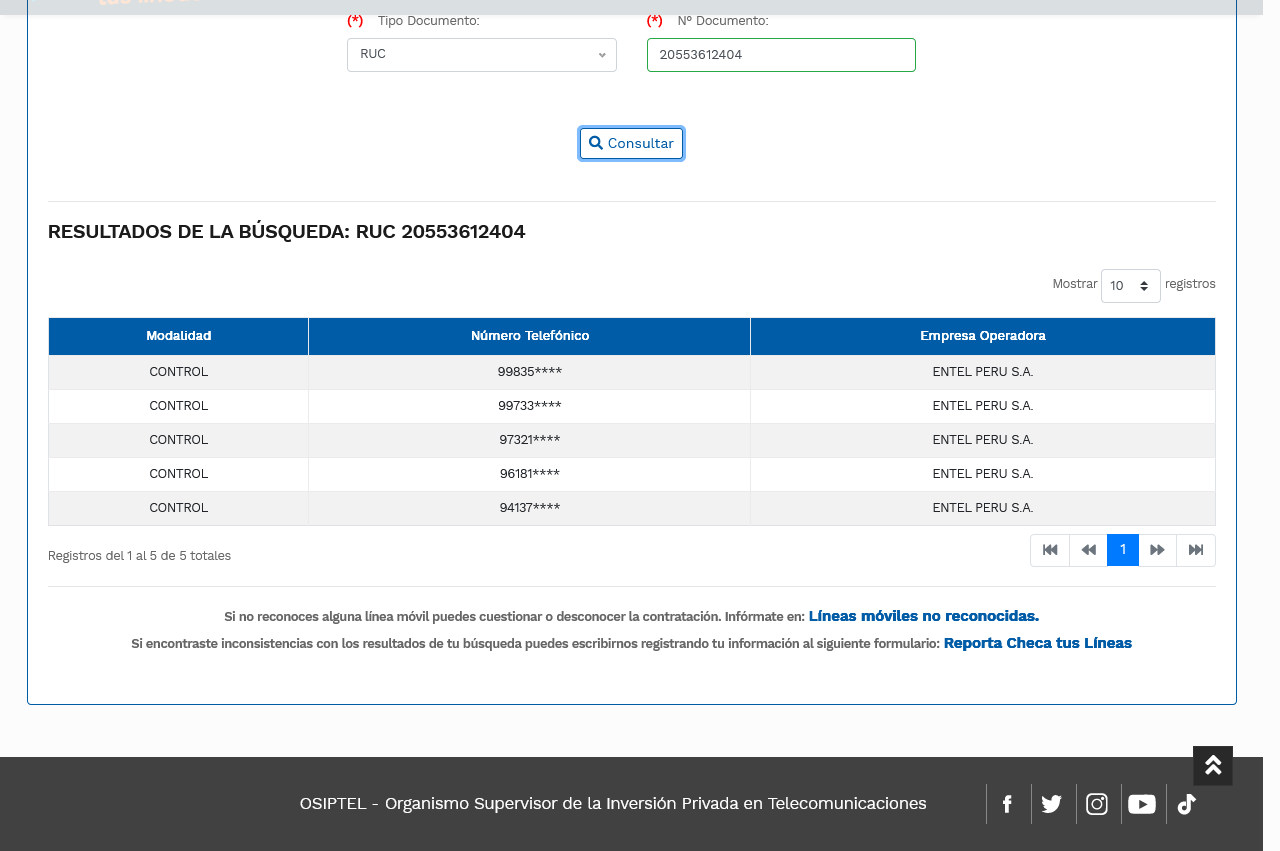 (*) Tipo Documento: (*) Nº Documento:
RUC 20553612404
Consultar
RESULTADOS DE LA BÚSQUEDA: RUC 20553612404
Mostrar 10 registros
Modalidad Número Telefónico Empresa Operadora
CONTROL 99835**** ENTEL PERU S.A.
CONTROL 99733**** ENTEL PERU S.A.
CONTROL 97321**** ENTEL PERU S.A.
CONTROL 96181**** ENTEL PERU S.A.
CONTROL 94137**** ENTEL PERU S.A.
Registros del 1 al 5 de 5 totales 1
Si no reconoces alguna línea móvil puedes cuestionar o desconocer la contratación. Infórmate en: Líneas móviles no reconocidas.
Si encontraste inconsistencias con los resultados de tu búsqueda puedes escribirnos registrando tu información al siguiente formulario: Reporta Checa tus Líneas
OSIPTEL - Organismo Supervisor de la Inversión Privada en Telecomunicaciones